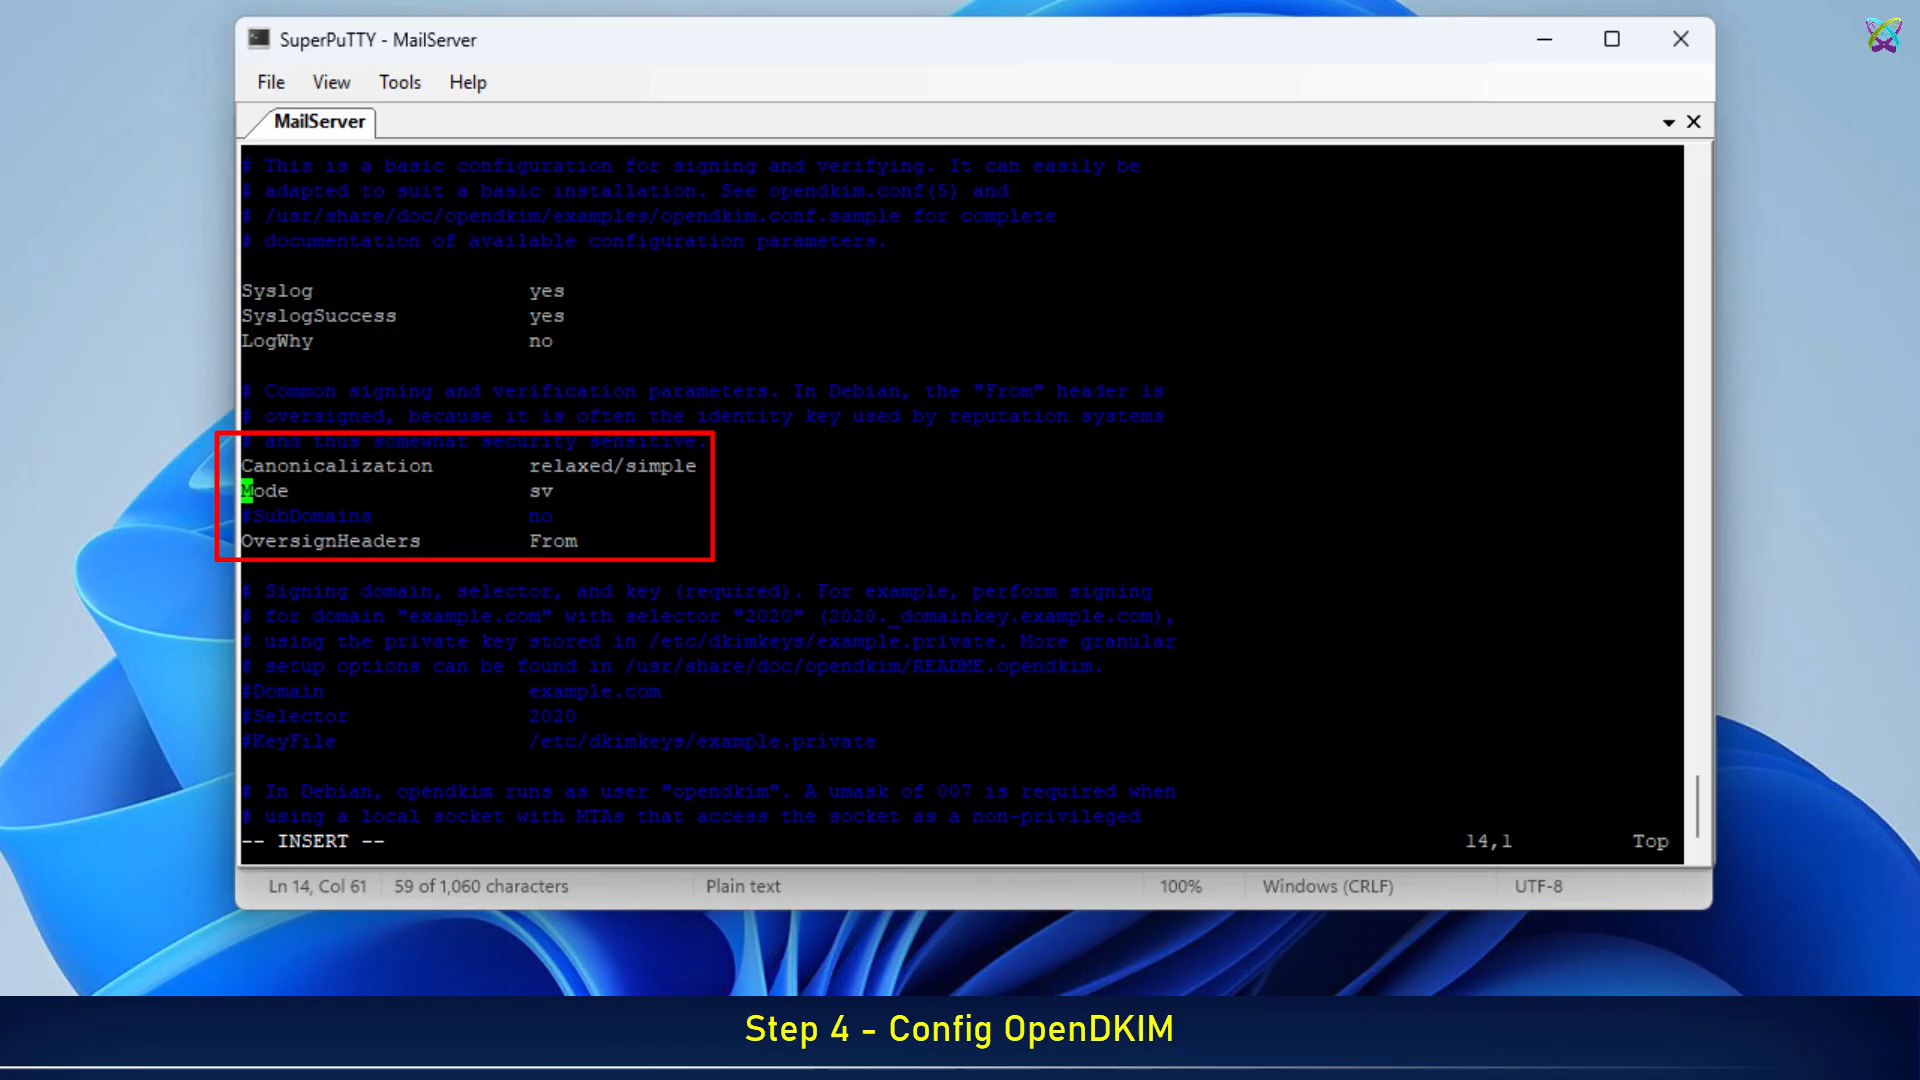 SuperPuTTY - MailServer
File View Tools Help
MailServer
# This is a basic configuration for signing and verifying. It can easily be
# adapted to suit a basic installation. See opendkim.conf(5) and
# /usr/share/doc/opendkim/examples/opendkim.conf.sample for complete
# documentation of available configuration parameters.
Syslog yes
SyslogSuccess yes
LogWhy no
# Common signing and verification parameters. In Debian, the "From" header is
# oversigned, because it is often the identity key used by reputation systems
# and thus somewhat security sensitive.
Canonicalization relaxed/simple
Mode sv
#SubDomains no
OversignHeaders From
# Signing domain, selector, and key (required). For example, perform signing
# for domain "example.com" with selector "2020" (2020._domainkey.example.com),
# using the private key stored in /etc/dkimkeys/example.private. More granular
# setup options can be found in /usr/share/doc/opendkim/README.opendkim.
#Domain example.com
#Selector 2020
#KeyFile /etc/dkimkeys/example.private
# In Debian, opendkim runs as user "opendkim". A umask of 007 is required when
# using a local socket with MTAs that access the socket as a non-privileged
-- INSERT -- 14,1 Top
Ln 14, Col 61 59 of 1,060 characters Plain text 100% Windows (CRLF) UTF-8
Step 4 - Config OpenDKIM